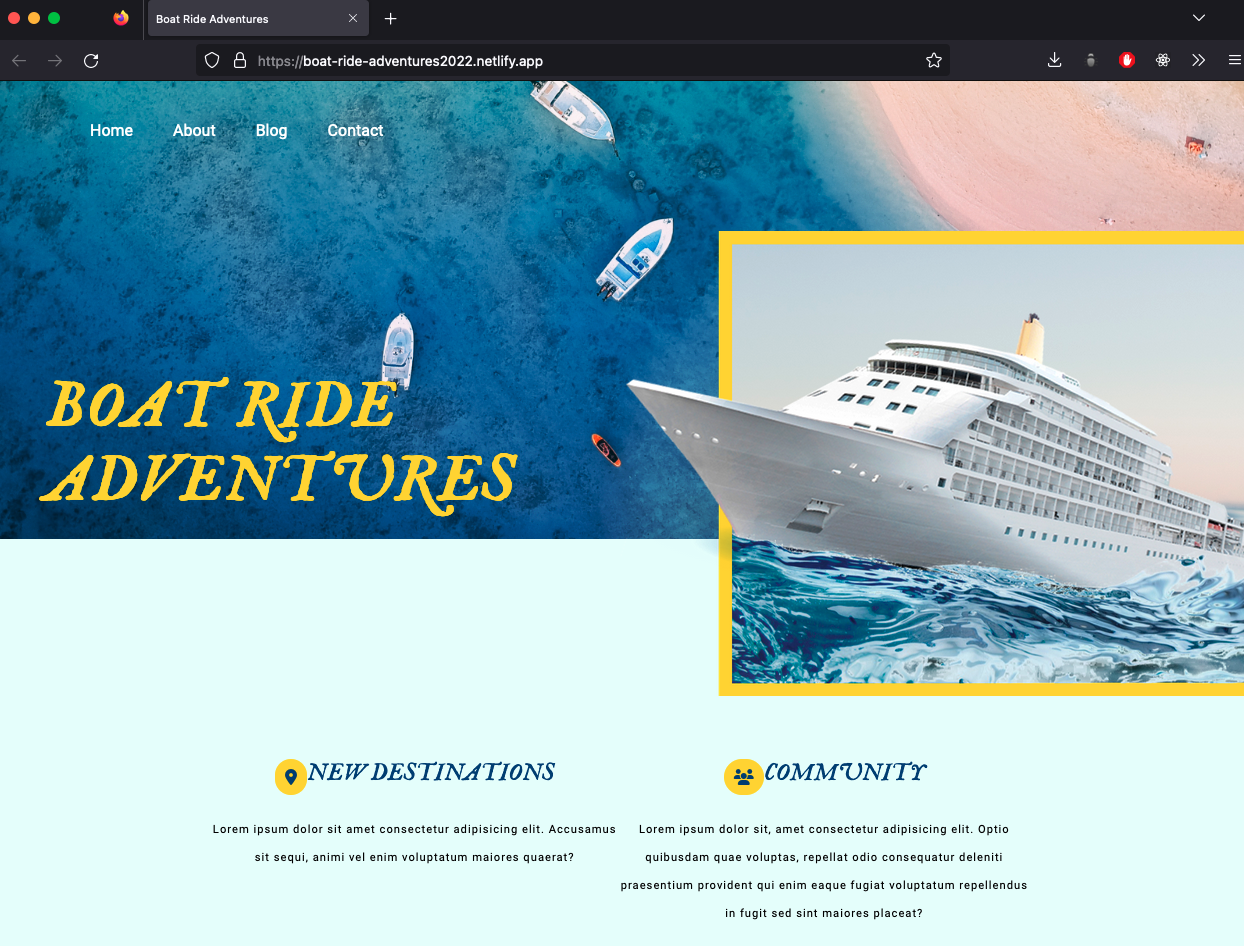 Boat Ride Adventures
https://boat-ride-adventures2022.netlify.app
Home About Blog Contact
BOAT RIDE
ADVENTURES
NEW DESTINATIONS
Lorem ipsum dolor sit amet consectetur adipisicing elit. Accusamus
sit sequi, animi vel enim voluptatum maiores quaerat?
COMMUNITY
Lorem ipsum dolor sit, amet consectetur adipisicing elit. Optio
quibusdam quae voluptas, repellat odio consequatur deleniti
praesentium provident qui enim eaque fugiat voluptatum repellendus
in fugit sed sint maiores placeat?